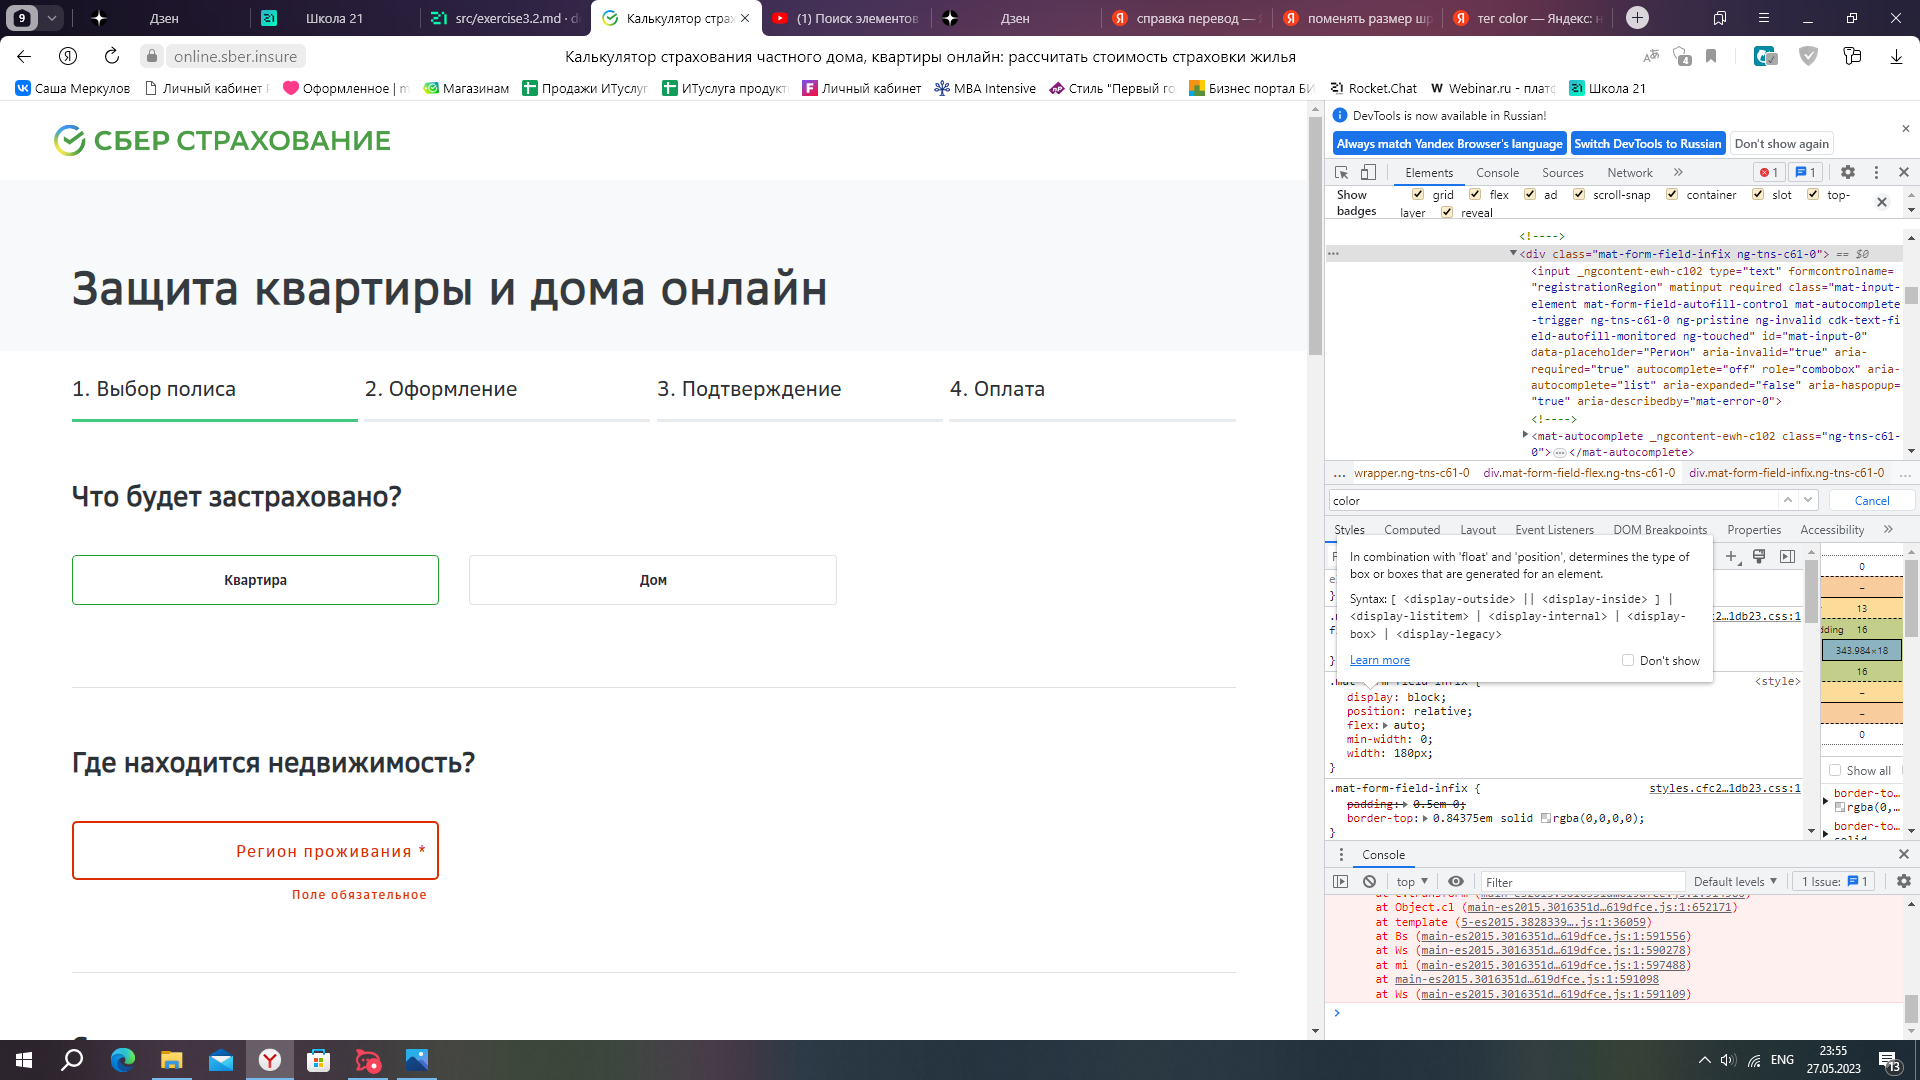 9
Дзен
Школа 21
src/exercise3.2.md · d
Калькулятор страх
(1) Поиск элементов
Дзен
справка перевод — Я
поменять размер шр
тег color — Яндекс: н
online.sber.insure
Калькулятор страхования частного дома, квартиры онлайн: рассчитать стоимость страховки жилья
4
Саша Меркулов
Личный кабинет
Оформленное | m
Магазинам
Продажи ИТуслуг
ИТуслуга продукт
Личный кабинет
MBA Intensive
Стиль "Первый го
Бизнес портал БИ
Rocket.Chat
Webinar.ru - платф
Школа 21
СБЕР СТРАХОВАНИЕ
Защита квартиры и дома онлайн
1. Выбор полиса
2. Оформление
3. Подтверждение
4. Оплата
Что будет застраховано?
Квартира
Дом
Где находится недвижимость?
Регион проживания *
Поле обязательное
DevTools is now available in Russian!
Always match Yandex Browser's language
Switch DevTools to Russian
Don't show again
Elements
Console
Sources
Network
1
1
Show badges
grid
flex
ad
scroll-snap
container
slot
top-layer
reveal
<!---->
<div class="mat-form-field-infix ng-tns-c61-0"> == $0
<input _ngcontent-ewh-c102 type="text" formcontrolname=
"registrationRegion" matinput required class="mat-input-
element mat-form-field-autofill-control mat-autocomplete
-trigger ng-tns-c61-0 ng-pristine ng-invalid cdk-text-fi
eld-autofill-monitored ng-touched" id="mat-input-0"
data-placeholder="Регион" aria-invalid="true" aria-
required="true" autocomplete="off" role="combobox" aria-
autocomplete="list" aria-expanded="false" aria-haspopup=
"true" aria-describedby="mat-error-0">
<!---->
<mat-autocomplete _ngcontent-ewh-c102 class="ng-tns-c61-
0">…</mat-autocomplete>
… wrapper.ng-tns-c61-0 div.mat-form-field-flex.ng-tns-c61-0 div.mat-form-field-infix.ng-tns-c61-0 …
color
Cancel
Styles
Computed
Layout
Event Listeners
DOM Breakpoints
Properties
Accessibility
In combination with 'float' and 'position', determines the type of
box or boxes that are generated for an element.
Syntax: [ <display-outside> || <display-inside> ] |
<display-listitem> | <display-internal> | <display-
box> | <display-legacy>
Learn more
Don't show
c2…1db23.css:1
<style>
display: block;
position: relative;
flex: auto;
min-width: 0;
width: 180px;
}
.mat-form-field-infix {
styles.cfc2…1db23.css:1
padding: 0.5em 0;
border-top: 0.84375em solid rgba(0,0,0,0);
}
0
–
13
dding 16
343.984×18
16
–
–
0
Show all
border-to…
rgba(0,…
border-to…
Console
top
Filter
Default levels
1 Issue: 1
at Object.cl (main-es2015.3016351d…619dfce.js:1:652171)
at template (5-es2015.3828339….js:1:36059)
at Bs (main-es2015.3016351d…619dfce.js:1:591556)
at Ws (main-es2015.3016351d…619dfce.js:1:590278)
at mi (main-es2015.3016351d…619dfce.js:1:597488)
at main-es2015.3016351d…619dfce.js:1:591098
at Ws (main-es2015.3016351d…619dfce.js:1:591109)
ENG
23:55
27.05.2023
13